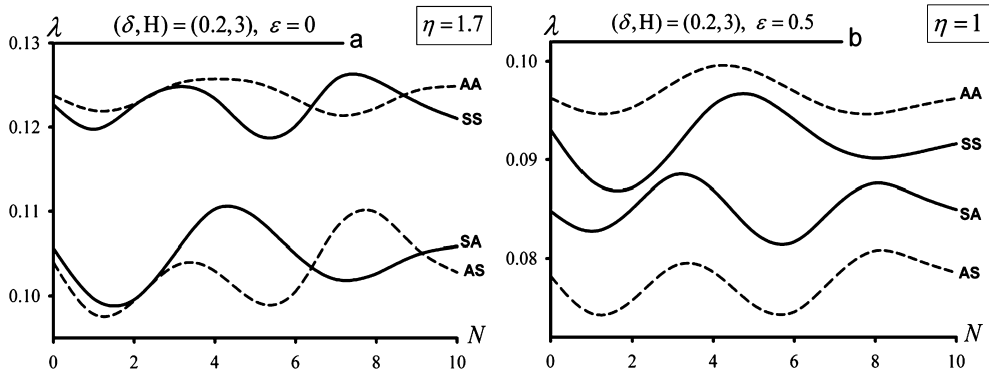 λ (δ,H) = (0.2,3), ε = 0 a η = 1.7
0.13
0.12
0.11
0.10
AA
SS
SA
AS
N
0 2 4 6 8 10
λ (δ,H) = (0.2,3), ε = 0.5 b η = 1
0.10
0.09
0.08
AA
SS
SA
AS
N
0 2 4 6 8 10